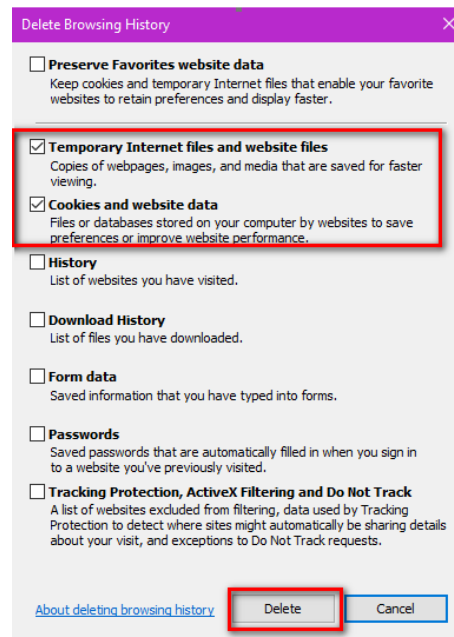 Delete Browsing History
Preserve Favorites website data
Keep cookies and temporary Internet files that enable your favorite
websites to retain preferences and display faster.
Temporary Internet files and website files
Copies of webpages, images, and media that are saved for faster
viewing.
Cookies and website data
Files or databases stored on your computer by websites to save
preferences or improve website performance.
History
List of websites you have visited.
Download History
List of files you have downloaded.
Form data
Saved information that you have typed into forms.
Passwords
Saved passwords that are automatically filled in when you sign in
to a website you've previously visited.
Tracking Protection, ActiveX Filtering and Do Not Track
A list of websites excluded from filtering, data used by Tracking
Protection to detect where sites might automatically be sharing details
about your visit, and exceptions to Do Not Track requests.
About deleting browsing history Delete Cancel